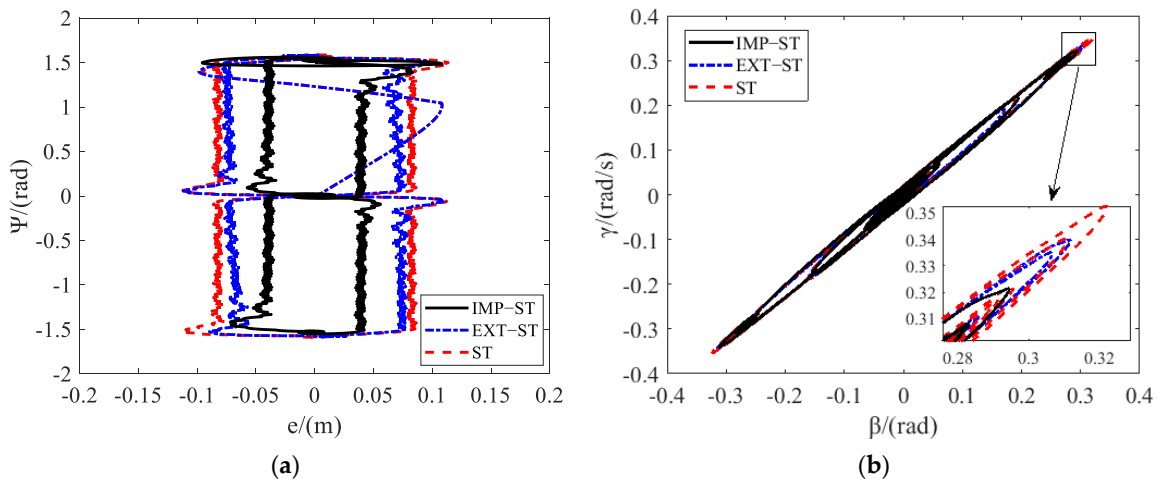 2
1.5
1
0.5
0
-0.5
-1
-1.5
-2
Ψ/(rad)
IMP−ST
EXT−ST
ST
-0.2 -0.15 -0.1 -0.05 0 0.05 0.1 0.15 0.2
e/(m)
(a)
0.4
0.3
0.2
0.1
0
-0.1
-0.2
-0.3
-0.4
γ/(rad/s)
IMP−ST
EXT−ST
ST
0.35
0.34
0.33
0.32
0.31
0.28 0.3 0.32
-0.4 -0.3 -0.2 -0.1 0 0.1 0.2 0.3 0.4
β/(rad)
(b)